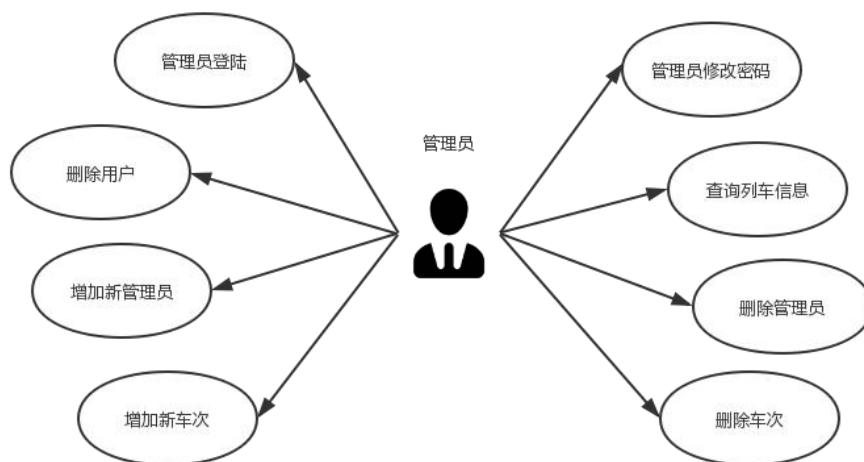 管理员登陆
管理员修改密码
管理员
删除用户
查询列车信息
增加新管理员
删除管理员
增加新车次
删除车次